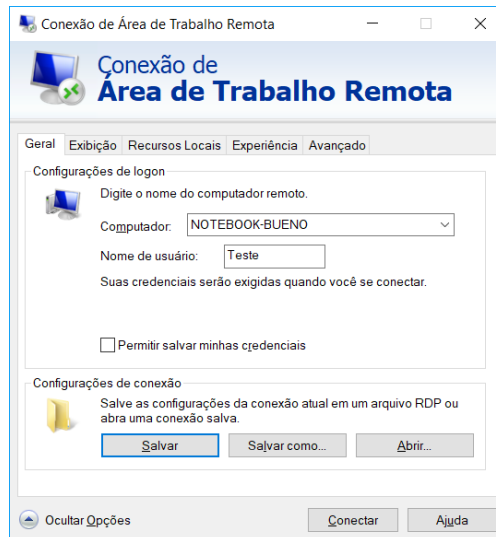 Conexão de Área de Trabalho Remota
Conexão de
Área de Trabalho Remota
Geral Exibição Recursos Locais Experiência Avançado
Configurações de logon
Digite o nome do computador remoto.
Computador: NOTEBOOK-BUENO
Nome de usuário: Teste
Suas credenciais serão exigidas quando você se conectar.
Permitir salvar minhas credenciais
Configurações de conexão
Salve as configurações da conexão atual em um arquivo RDP ou
abra uma conexão salva.
Salvar Salvar como... Abrir...
Ocultar Opções Conectar Ajuda